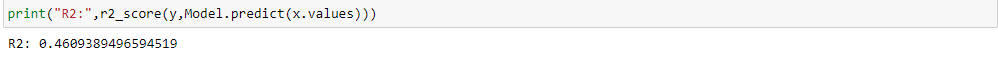 print("R2:",r2_score(y,Model.predict(x.values)))
R2: 0.4609389496594519